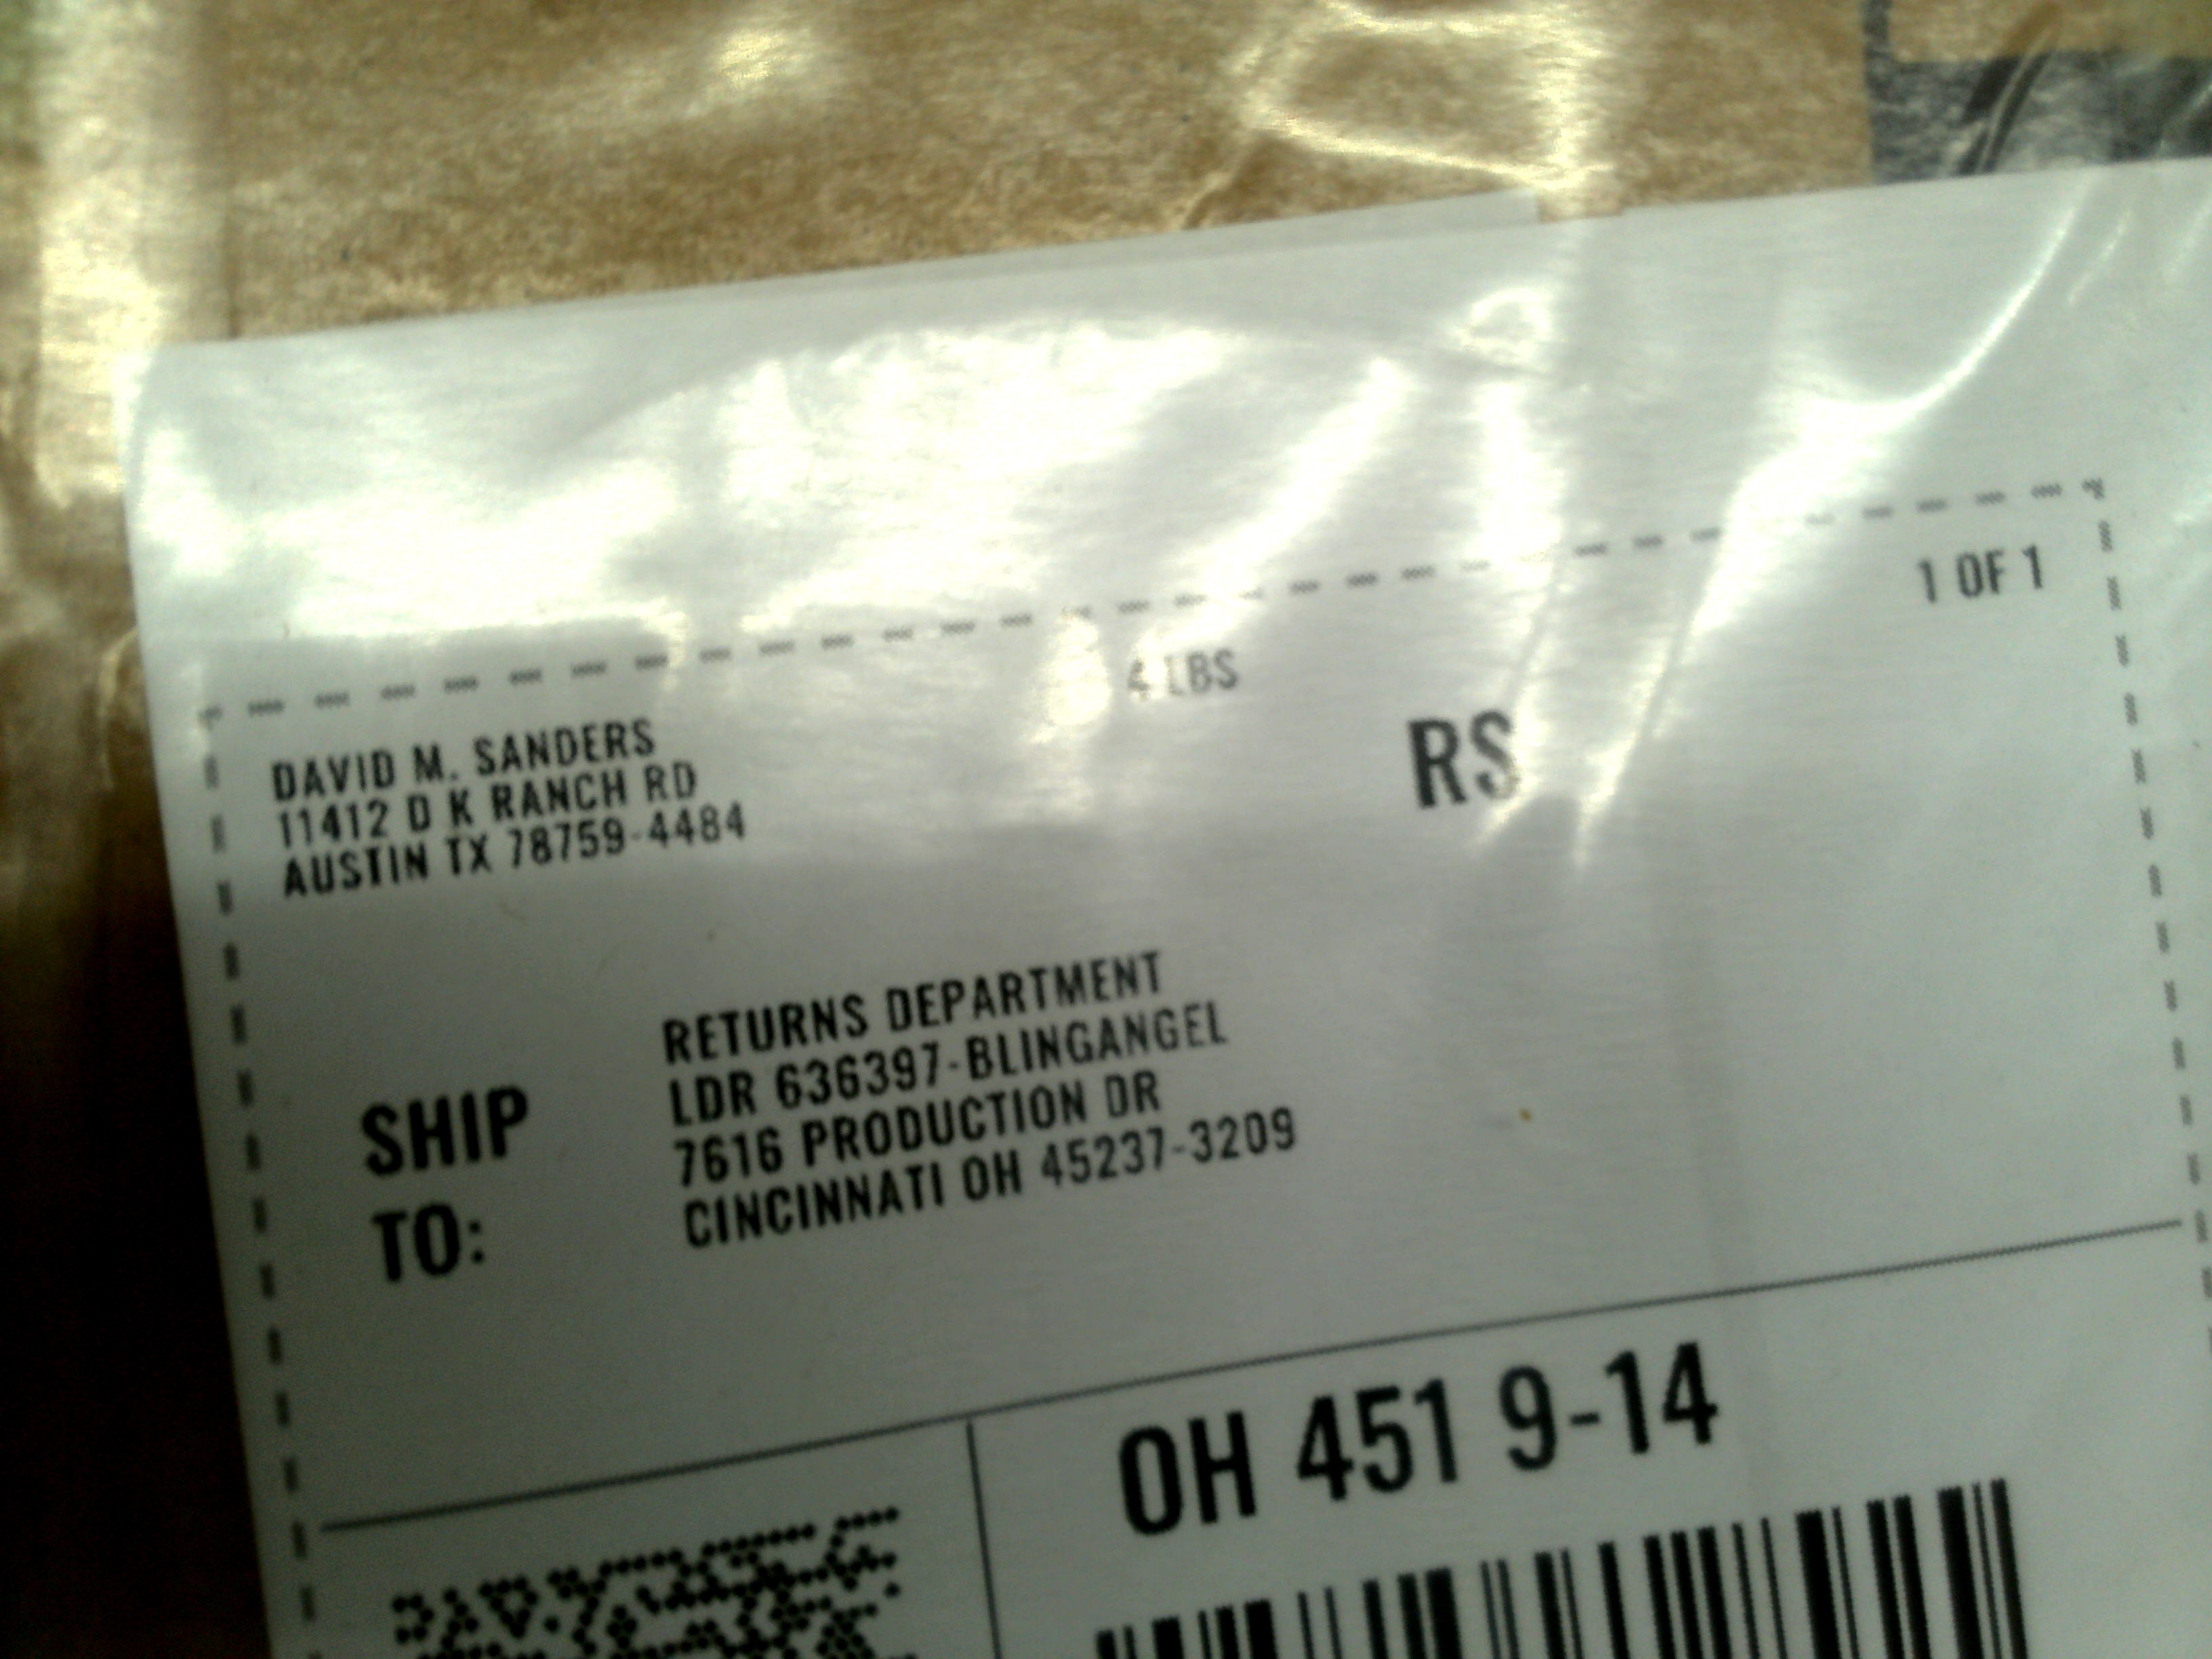 1 OF 1
4 LBS
DAVID M. SANDERS
11412 D K RANCH RD
AUSTIN TX 78759-4484
RS
RETURNS DEPARTMENT
LDR 636397-BLINGANGEL
7616 PRODUCTION DR
CINCINNATI OH 45237-3209
SHIP
TO:
OH 451 9-14